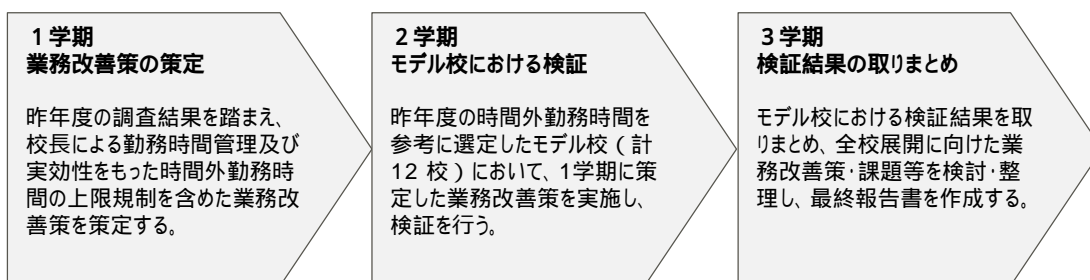 1学期
業務改善策の策定
昨年度の調査結果を踏まえ、
校長による勤務時間管理及び
実効性をもった時間外勤務時
間の上限規制を含めた業務改
善策を策定する。
2学期
モデル校における検証
昨年度の時間外勤務時間を
参考に選定したモデル校(計
12 校)において、1学期に策
定した業務改善策を実施し、
検証を行う。
3学期
検証結果の取りまとめ
モデル校における検証結果を取
りまとめ、全校展開に向けた業
務改善策・課題等を検討・整
理し、最終報告書を作成する。